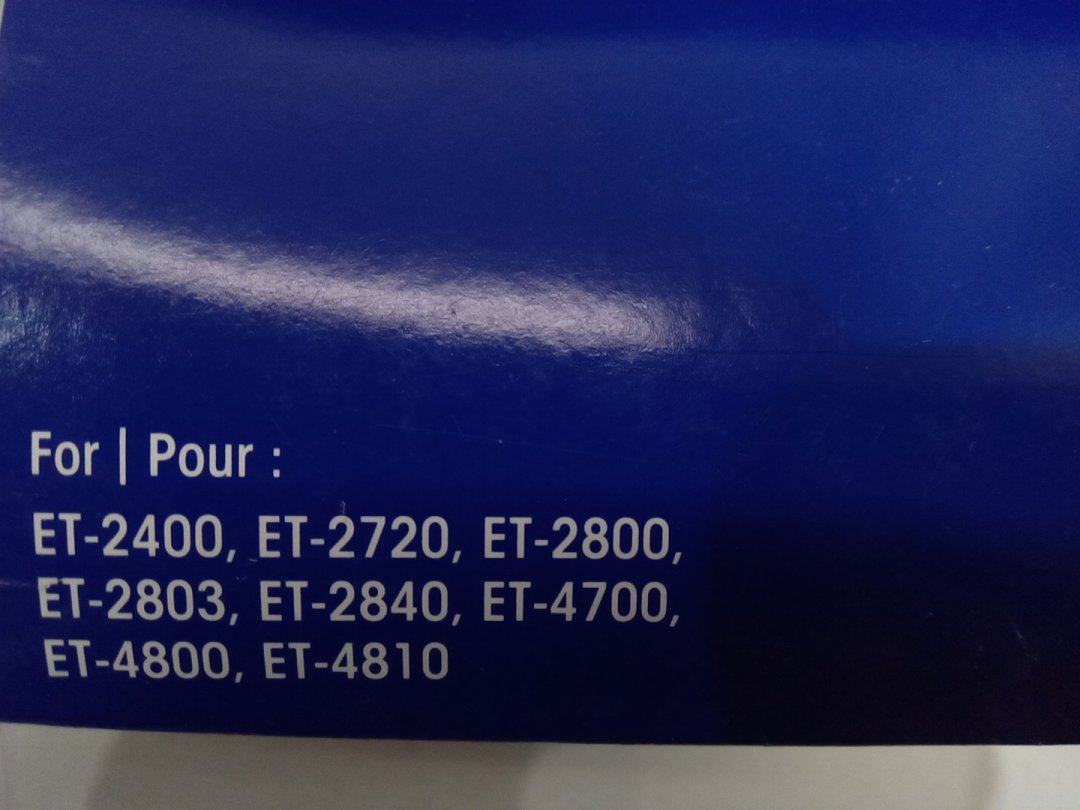 For | Pour :
ET-2400, ET-2720, ET-2800,
ET-2803, ET-2840, ET-4700,
ET-4800, ET-4810